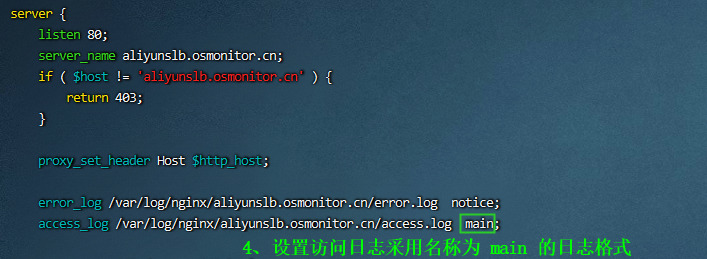 server {
listen 80;
server_name aliyunslb.osmonitor.cn;
if ( $host != 'aliyunslb.osmonitor.cn' ) {
return 403;
}
proxy_set_header Host $http_host;
error_log /var/log/nginx/aliyunslb.osmonitor.cn/error.log notice;
access_log /var/log/nginx/aliyunslb.osmonitor.cn/access.log main;
4、设置访问日志采用名称为 main 的日志格式